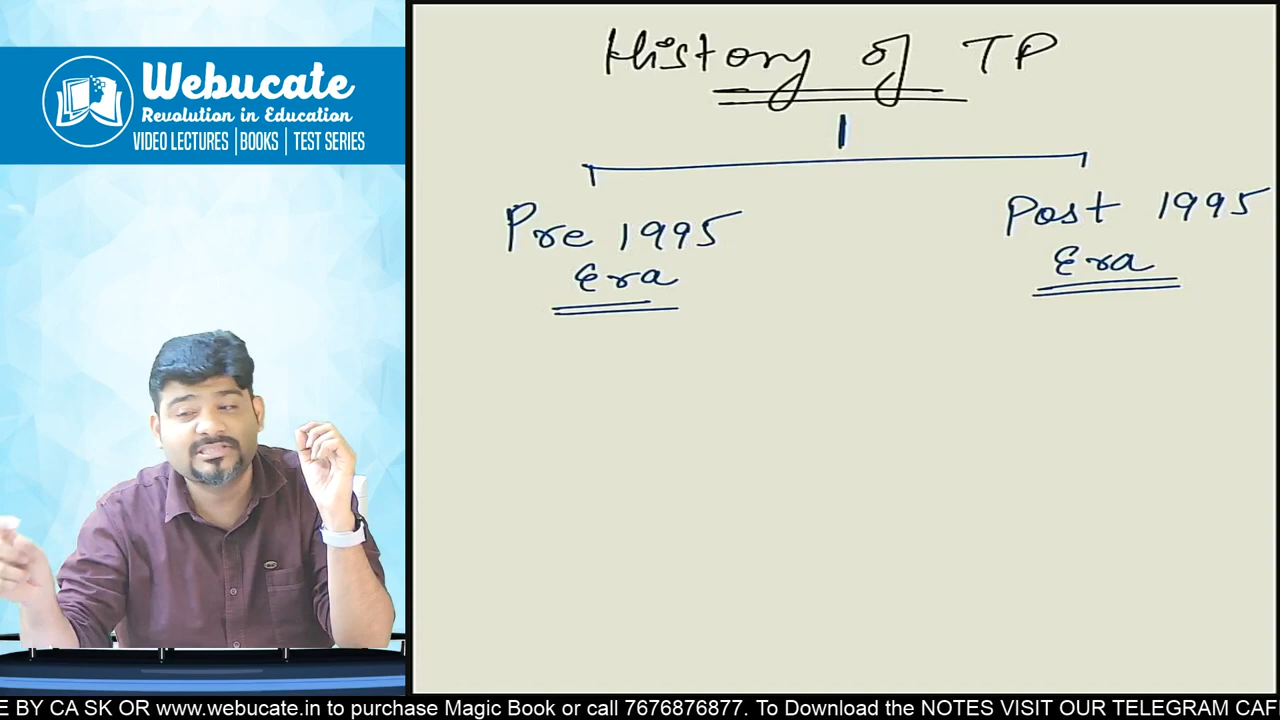 Webucate
Revolution in Education
VIDEO LECTURES | BOOKS | TEST SERIES
History of TP
Pre 1995
Era
Post 1995
Era
E BY CA SK OR www.webucate.in to purchase Magic Book or call 7676876877. To Download the NOTES VISIT OUR TELEGRAM CAF